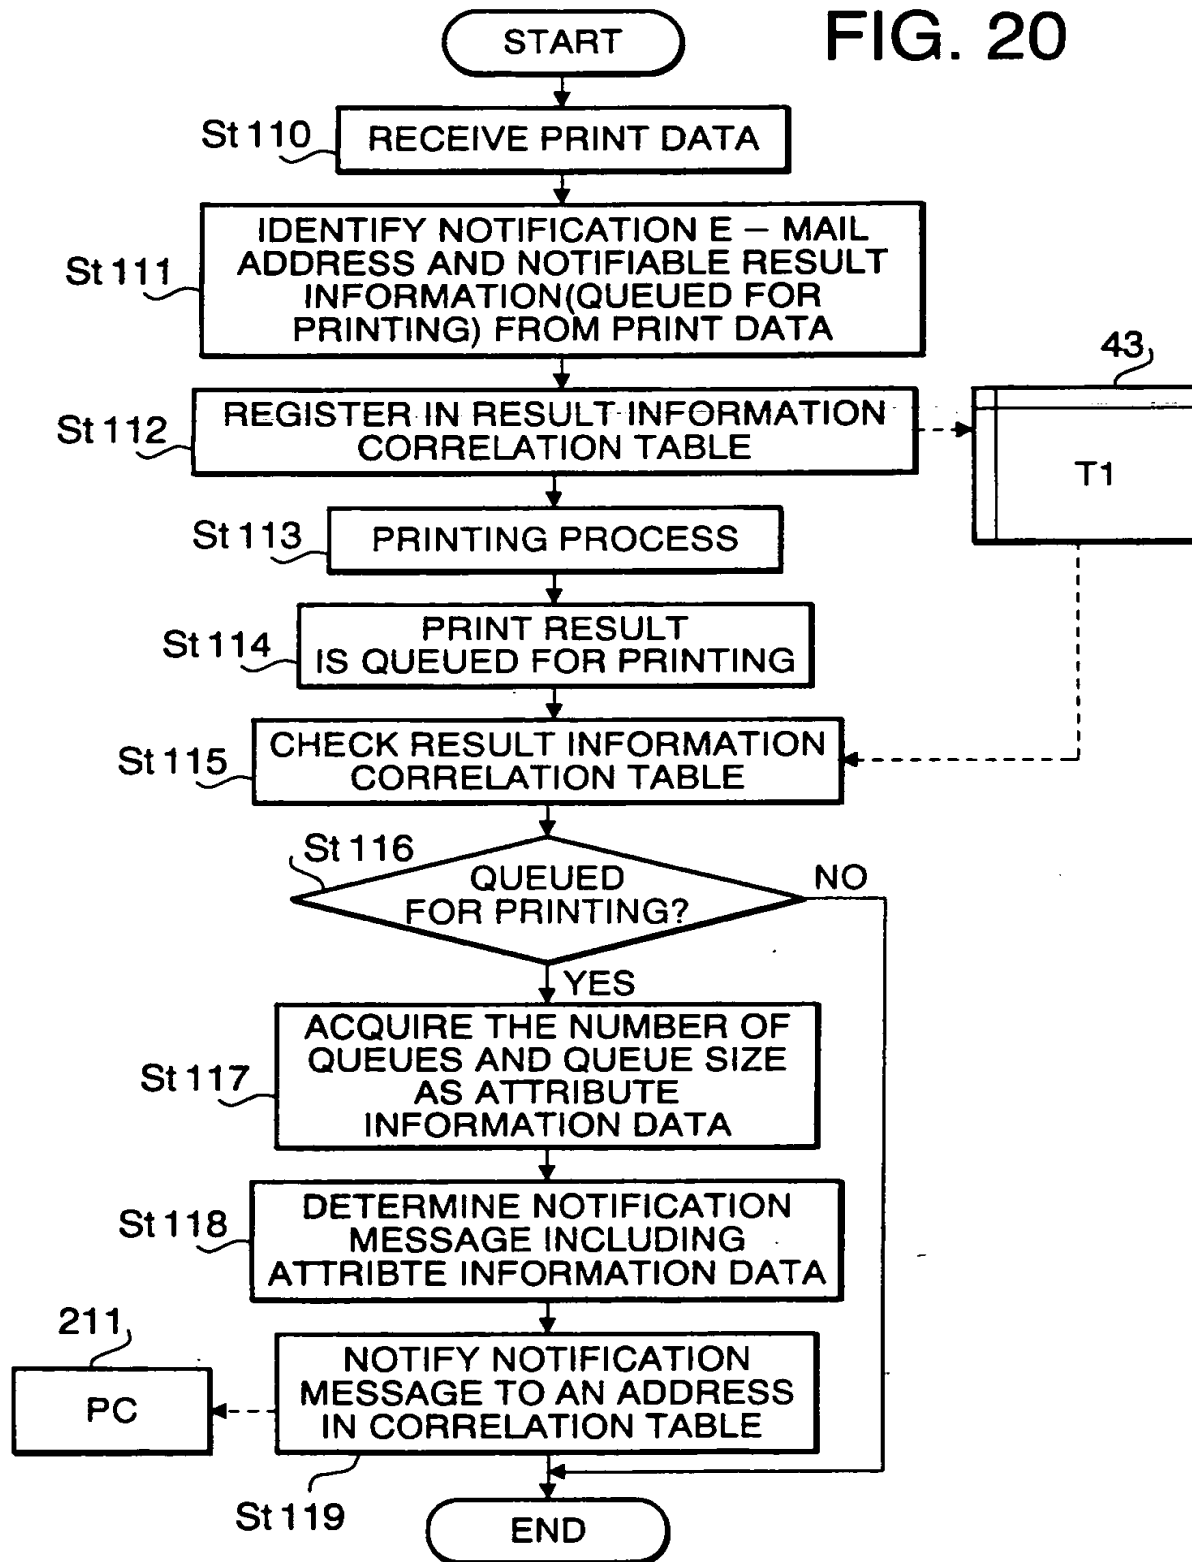 FIG. 20
START
St 110
RECEIVE PRINT DATA
St 111
IDENTIFY NOTIFICATION E – MAIL
ADDRESS AND NOTIFIABLE RESULT
INFORMATION(QUEUED FOR
PRINTING) FROM PRINT DATA
St 112
REGISTER IN RESULT INFORMATION
CORRELATION TABLE
43
T1
St 113
PRINTING PROCESS
St 114
PRINT RESULT
IS QUEUED FOR PRINTING
St 115
CHECK RESULT INFORMATION
CORRELATION TABLE
St 116
QUEUED
FOR PRINTING?
NO
YES
St 117
ACQUIRE THE NUMBER OF
QUEUES AND QUEUE SIZE
AS ATTRIBUTE
INFORMATION DATA
St 118
DETERMINE NOTIFICATION
MESSAGE INCLUDING
ATTRIBTE INFORMATION DATA
211
PC
NOTIFY NOTIFICATION
MESSAGE TO AN ADDRESS
IN CORRELATION TABLE
St 119
END